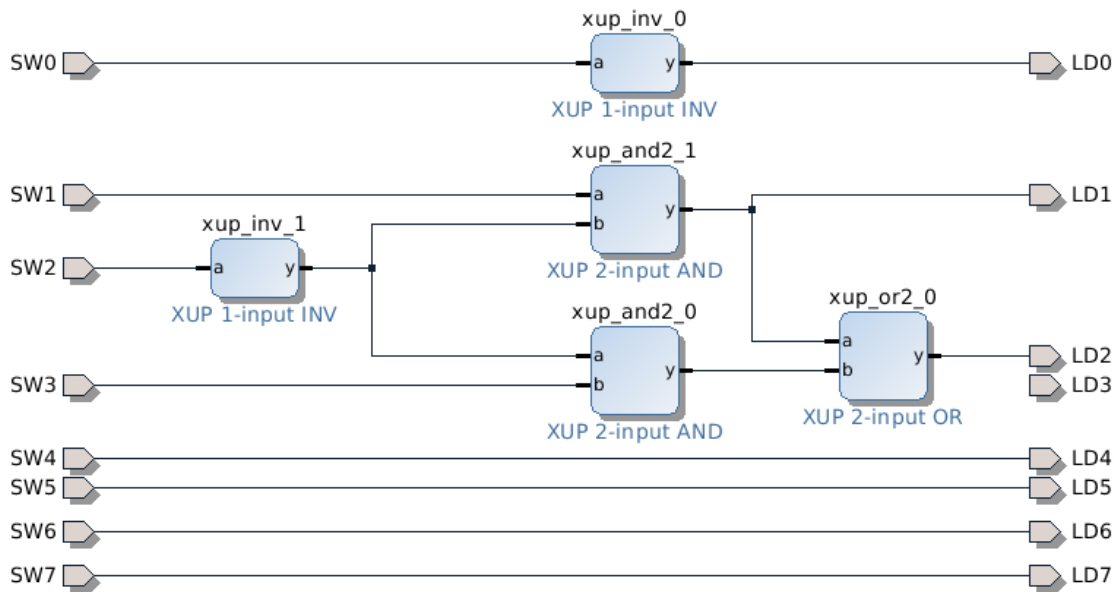 xup_inv_0
SW0
a
y
LD0
XUP 1-input INV
xup_and2_1
SW1
a
b
y
LD1
XUP 2-input AND
xup_inv_1
SW2
a
y
XUP 1-input INV
xup_and2_0
a
b
y
SW3
XUP 2-input AND
xup_or2_0
a
b
y
LD2
LD3
XUP 2-input OR
SW4
LD4
SW5
LD5
SW6
LD6
SW7
LD7